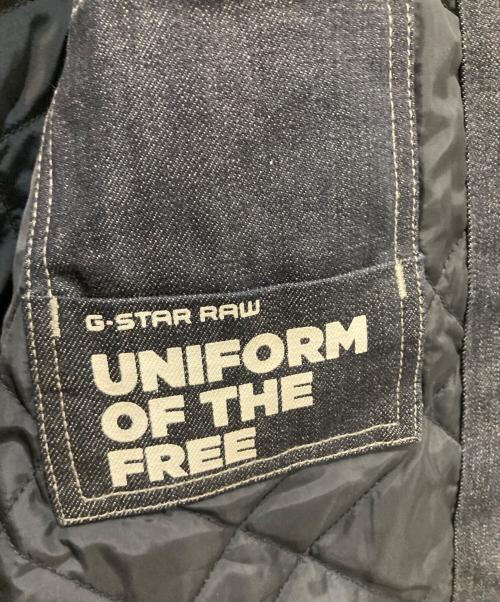 G-STAR RAW
UNIFORM
OF THE
FREE